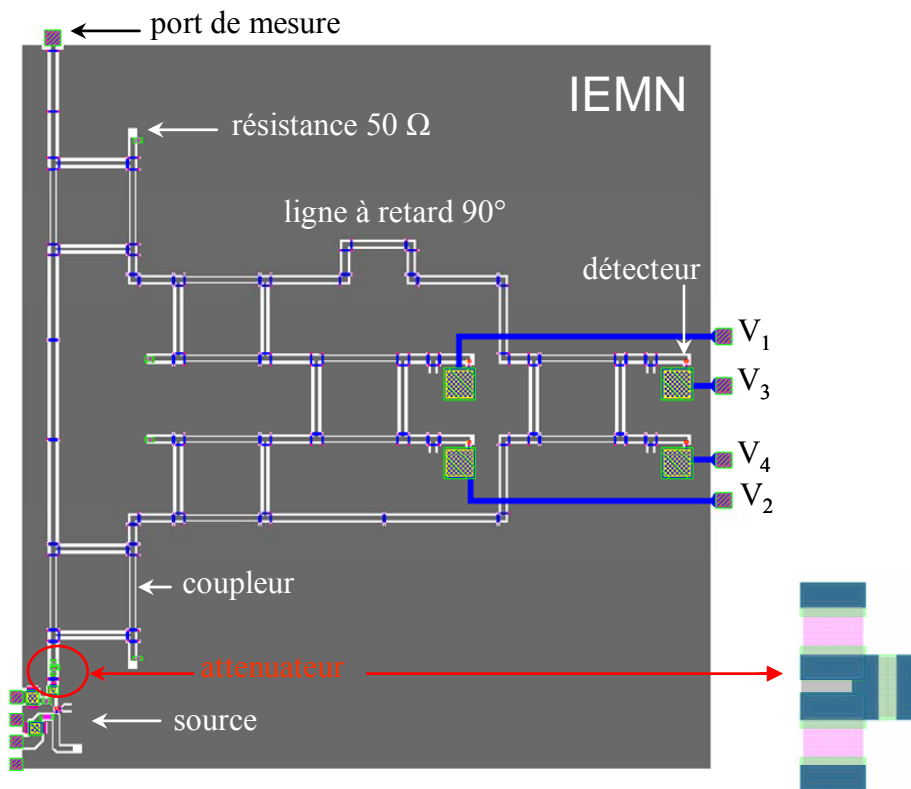 port de mesure
IEMN
résistance 50 Ω
ligne à retard 90°
détecteur
V₁
V₃
V₄
V₂
coupleur
attenuateur
source